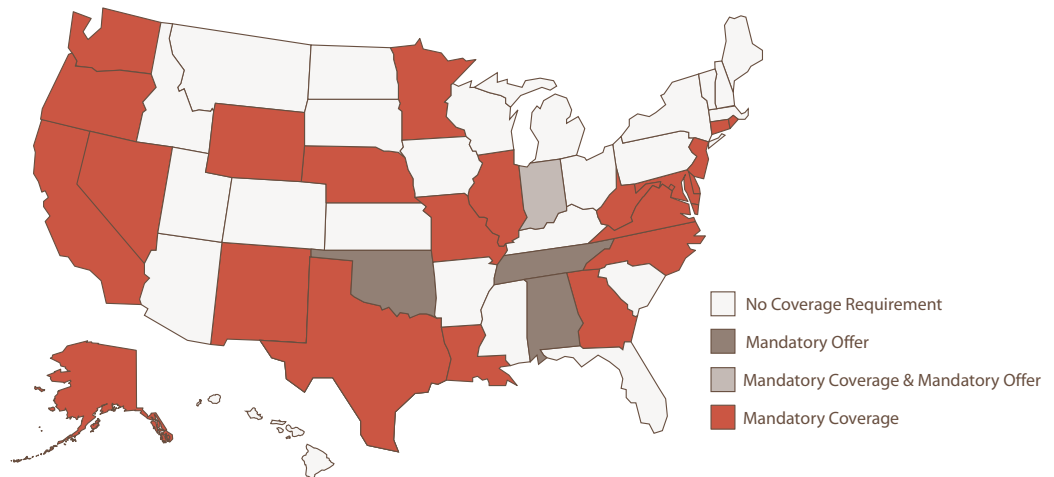 No Coverage Requirement
Mandatory Offer
Mandatory Coverage & Mandatory Offer
Mandatory Coverage